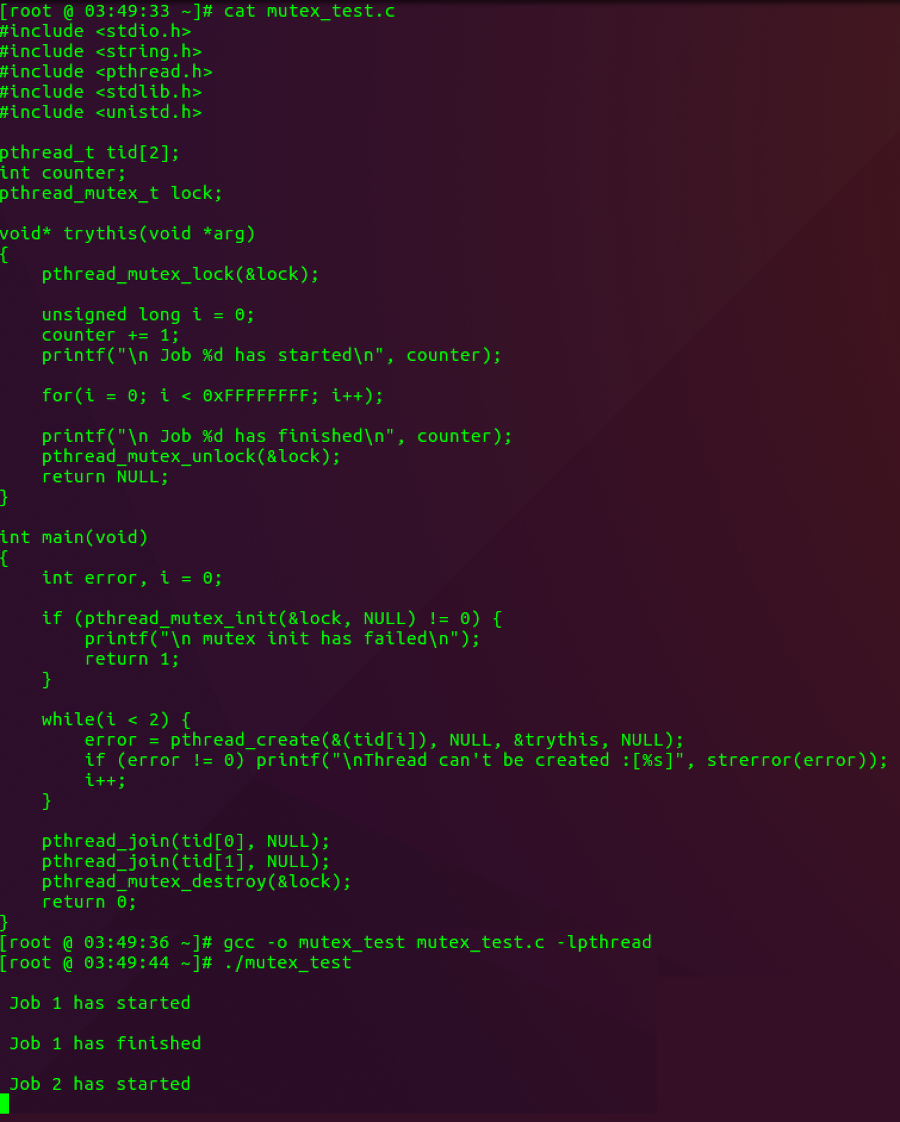 [root @ 03:49:33 ~]# cat mutex_test.c
#include <stdio.h>
#include <string.h>
#include <pthread.h>
#include <stdlib.h>
#include <unistd.h>

pthread_t tid[2];
int counter;
pthread_mutex_t lock;

void* trythis(void *arg)
{
    pthread_mutex_lock(&lock);

    unsigned long i = 0;
    counter += 1;
    printf("\n Job %d has started\n", counter);

    for(i = 0; i < 0xFFFFFFFF; i++);

    printf("\n Job %d has finished\n", counter);
    pthread_mutex_unlock(&lock);
    return NULL;
}

int main(void)
{
    int error, i = 0;

    if (pthread_mutex_init(&lock, NULL) != 0) {
        printf("\n mutex init has failed\n");
        return 1;
    }

    while(i < 2) {
        error = pthread_create(&(tid[i]), NULL, &trythis, NULL);
        if (error != 0) printf("\nThread can't be created :[%s]", strerror(error));
        i++;
    }

    pthread_join(tid[0], NULL);
    pthread_join(tid[1], NULL);
    pthread_mutex_destroy(&lock);
    return 0;
}
[root @ 03:49:36 ~]# gcc -o mutex_test mutex_test.c -lpthread
[root @ 03:49:44 ~]# ./mutex_test

 Job 1 has started

 Job 1 has finished

 Job 2 has started